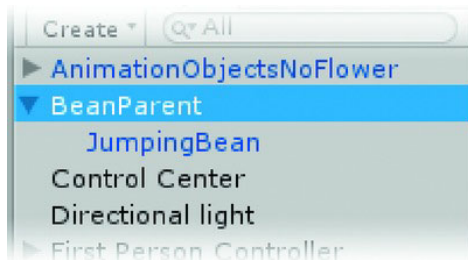 Create All
AnimationObjectsNoFlower
BeanParent
JumpingBean
Control Center
Directional light
First Person Controller